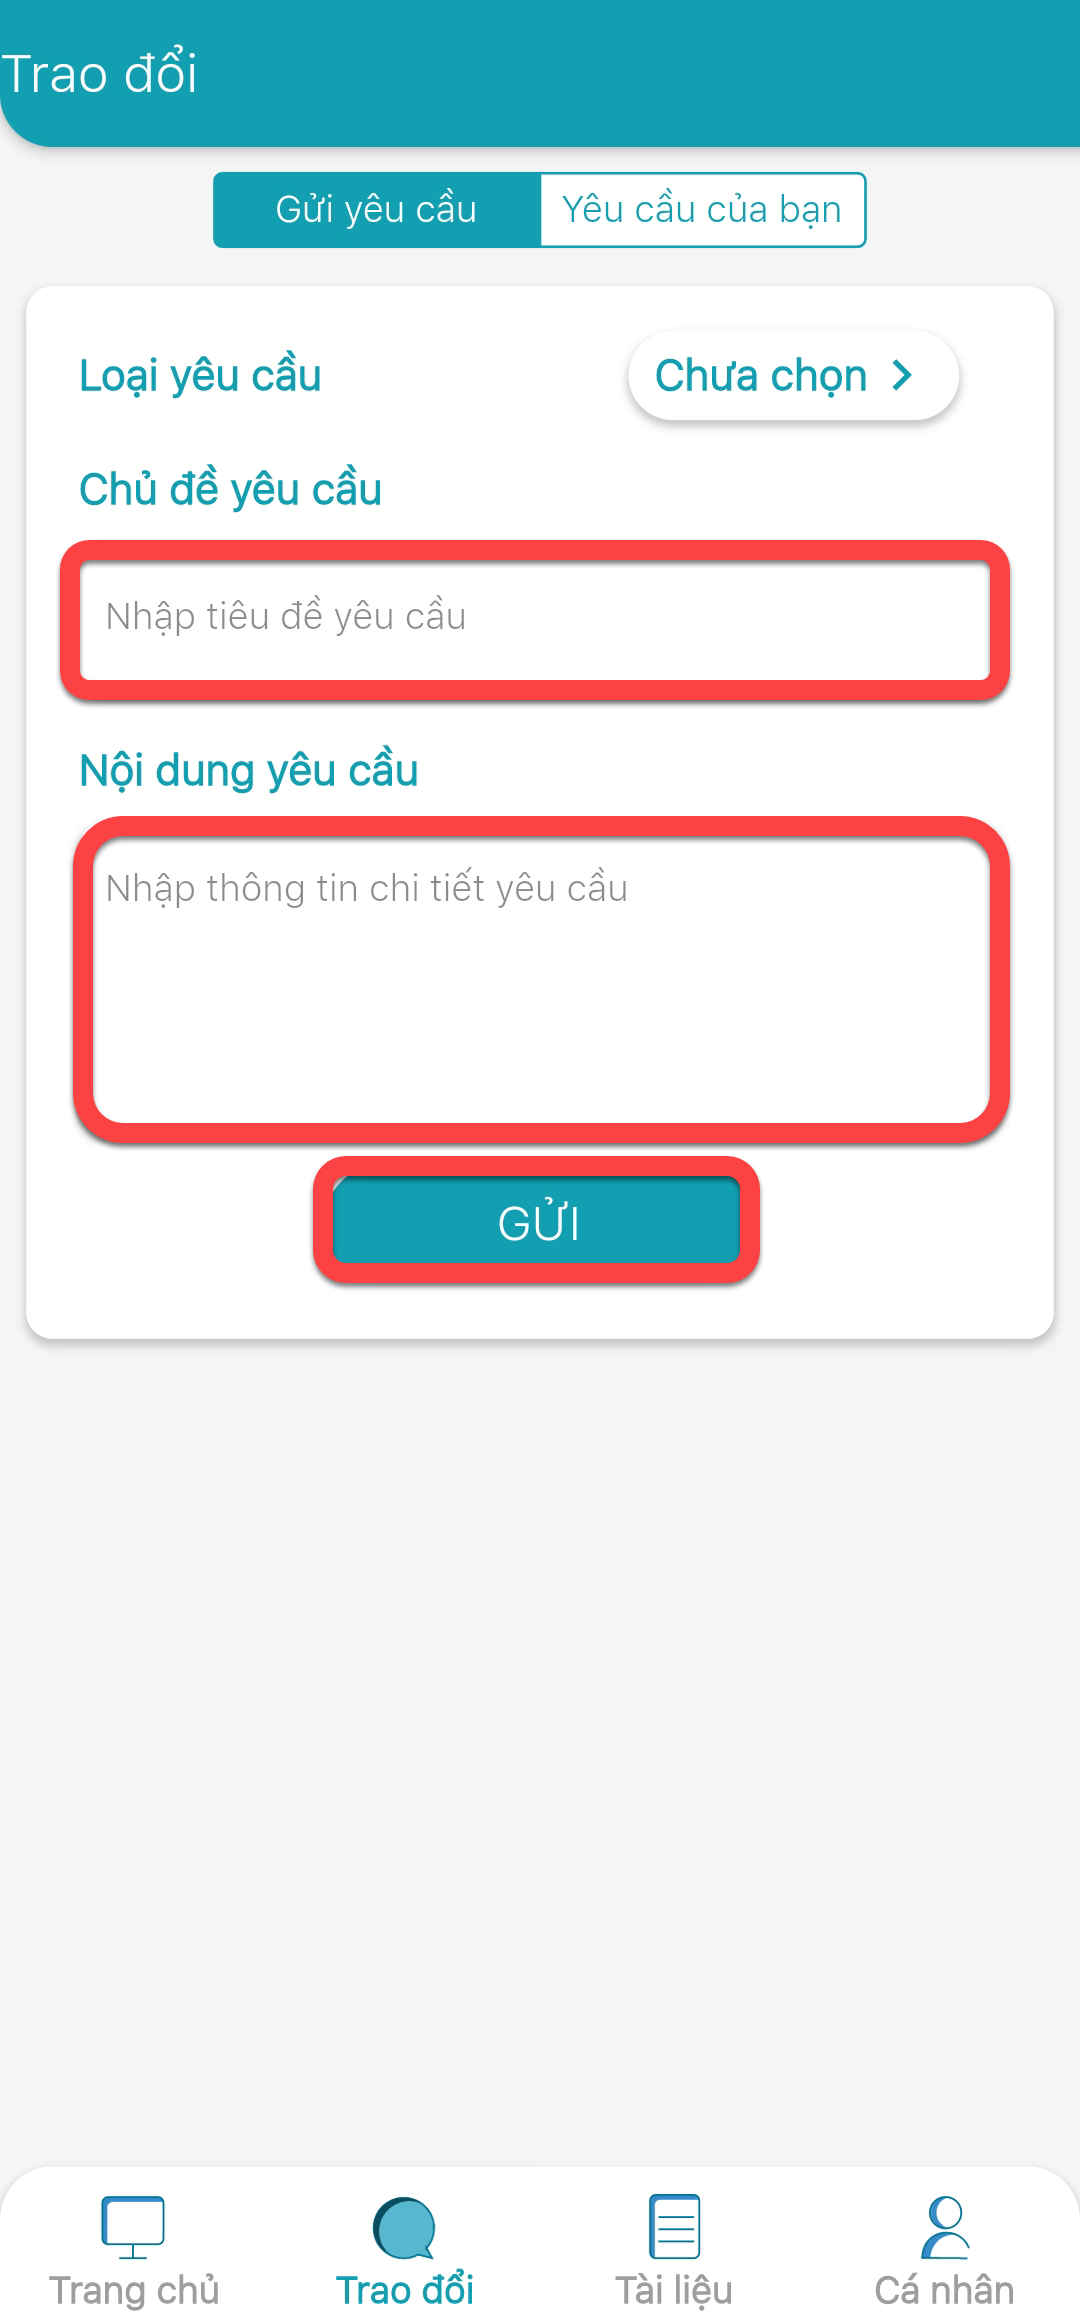 Trao đổi
Gửi yêu cầu
Yêu cầu của bạn
Loại yêu cầu
Chưa chọn
Chủ đề yêu cầu
Nhập tiêu đề yêu cầu
Nội dung yêu cầu
Nhập thông tin chi tiết yêu cầu
GỬI
Trang chủ
Trao đổi
Tài liệu
Cá nhân